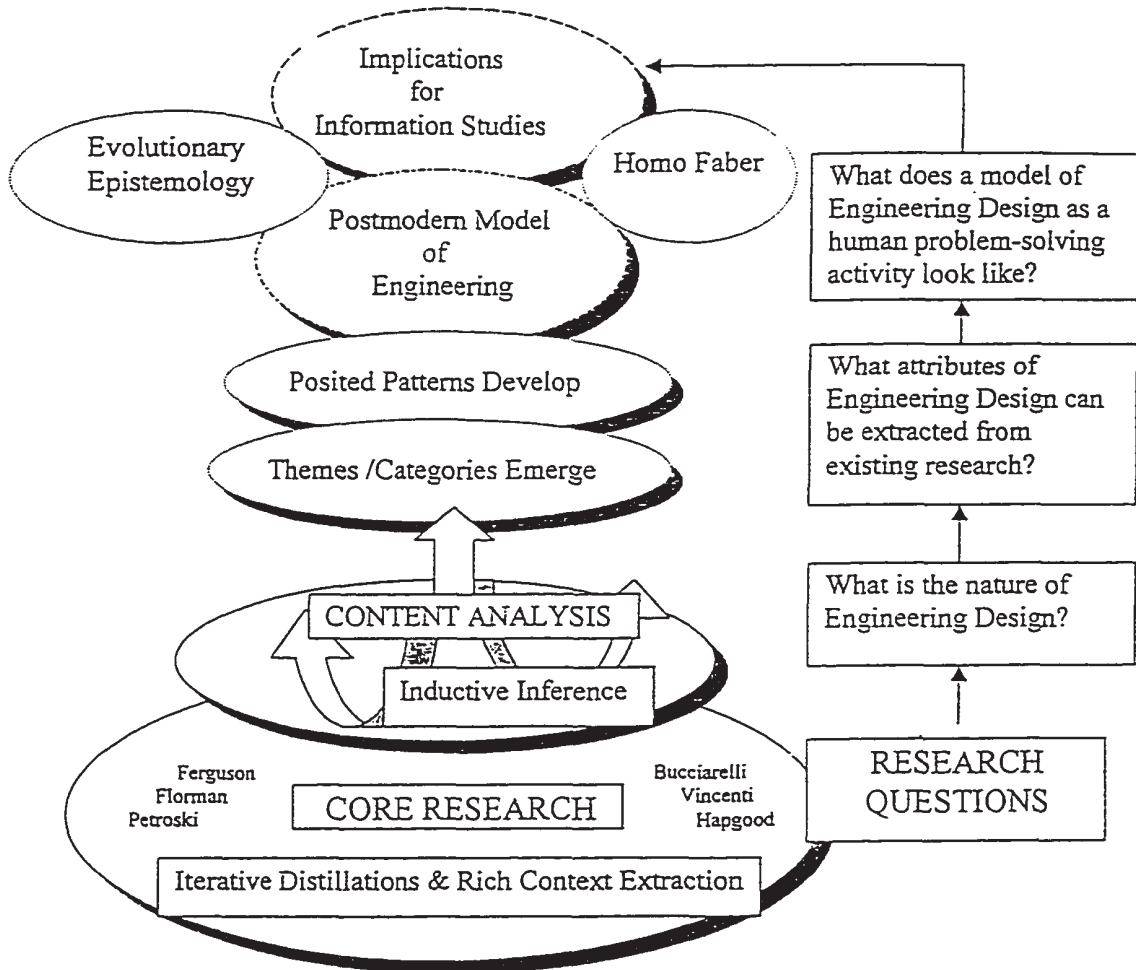 Implications
for
Information Studies
Evolutionary
Epistemology
Homo Faber
Postmodern Model
of
Engineering
Posited Patterns Develop
Themes /Categories Emerge
CONTENT ANALYSIS
Inductive Inference
Ferguson
Florman
Petroski
CORE RESEARCH
Bucciarelli
Vincenti
Hapgood
Iterative Distillations & Rich Context Extraction
What does a model of
Engineering Design as a
human problem-solving
activity look like?
What attributes of
Engineering Design can
be extracted from
existing research?
What is the nature of
Engineering Design?
RESEARCH
QUESTIONS